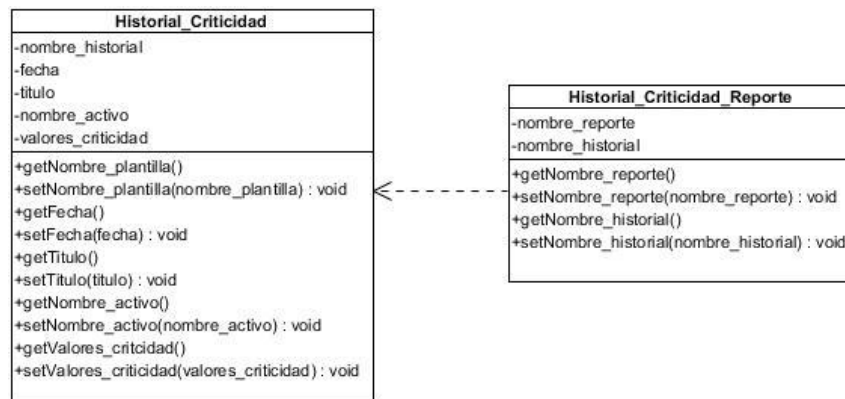 Historial_Criticidad
-nombre_historial
-fecha
-titulo
-nombre_activo
-valores_criticidad
+getNombre_plantilla()
+setNombre_plantilla(nombre_plantilla) : void
+getFecha()
+setFecha(fecha) : void
+getTitulo()
+setTitulo(titulo) : void
+getNombre_activo()
+setNombre_activo(nombre_activo) : void
+getValores_critcidad()
+setValores_criticidad(valores_criticidad) : void
Historial_Criticidad_Reporte
-nombre_reporte
-nombre_historial
+getNombre_reporte()
+setNombre_reporte(nombre_reporte) : void
+getNombre_historial()
+setNombre_historial(nombre_historial) : void